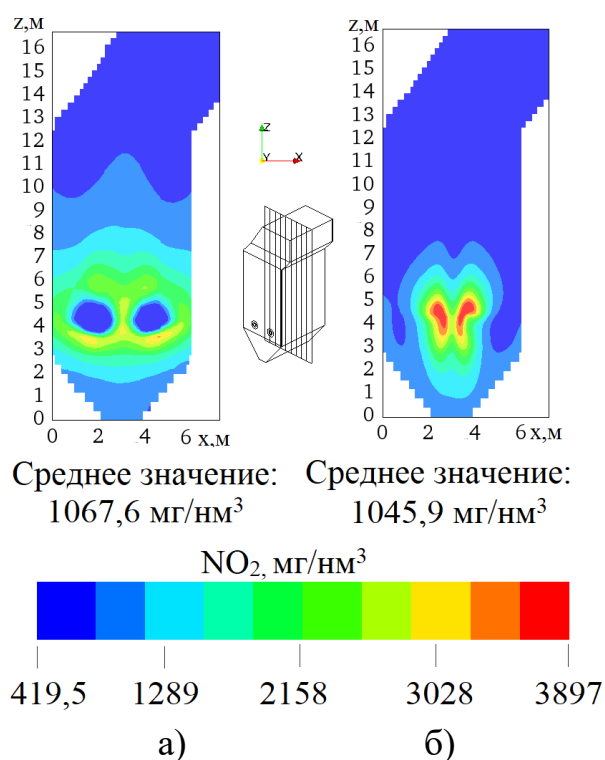 z,м
16
15
14
13
12
11
10
9
8
7
6
5
4
3
2
1
0
0 2 4 6 х,м
z,м
16
15
14
13
12
11
10
9
8
7
6
5
4
3
2
1
0
0 2 4 6 х,м
Z
Y X
Среднее значение:
1067,6 мг/нм³
Среднее значение:
1045,9 мг/нм³
NO₂, мг/нм³
419,5 1289 2158 3028 3897
а) б)